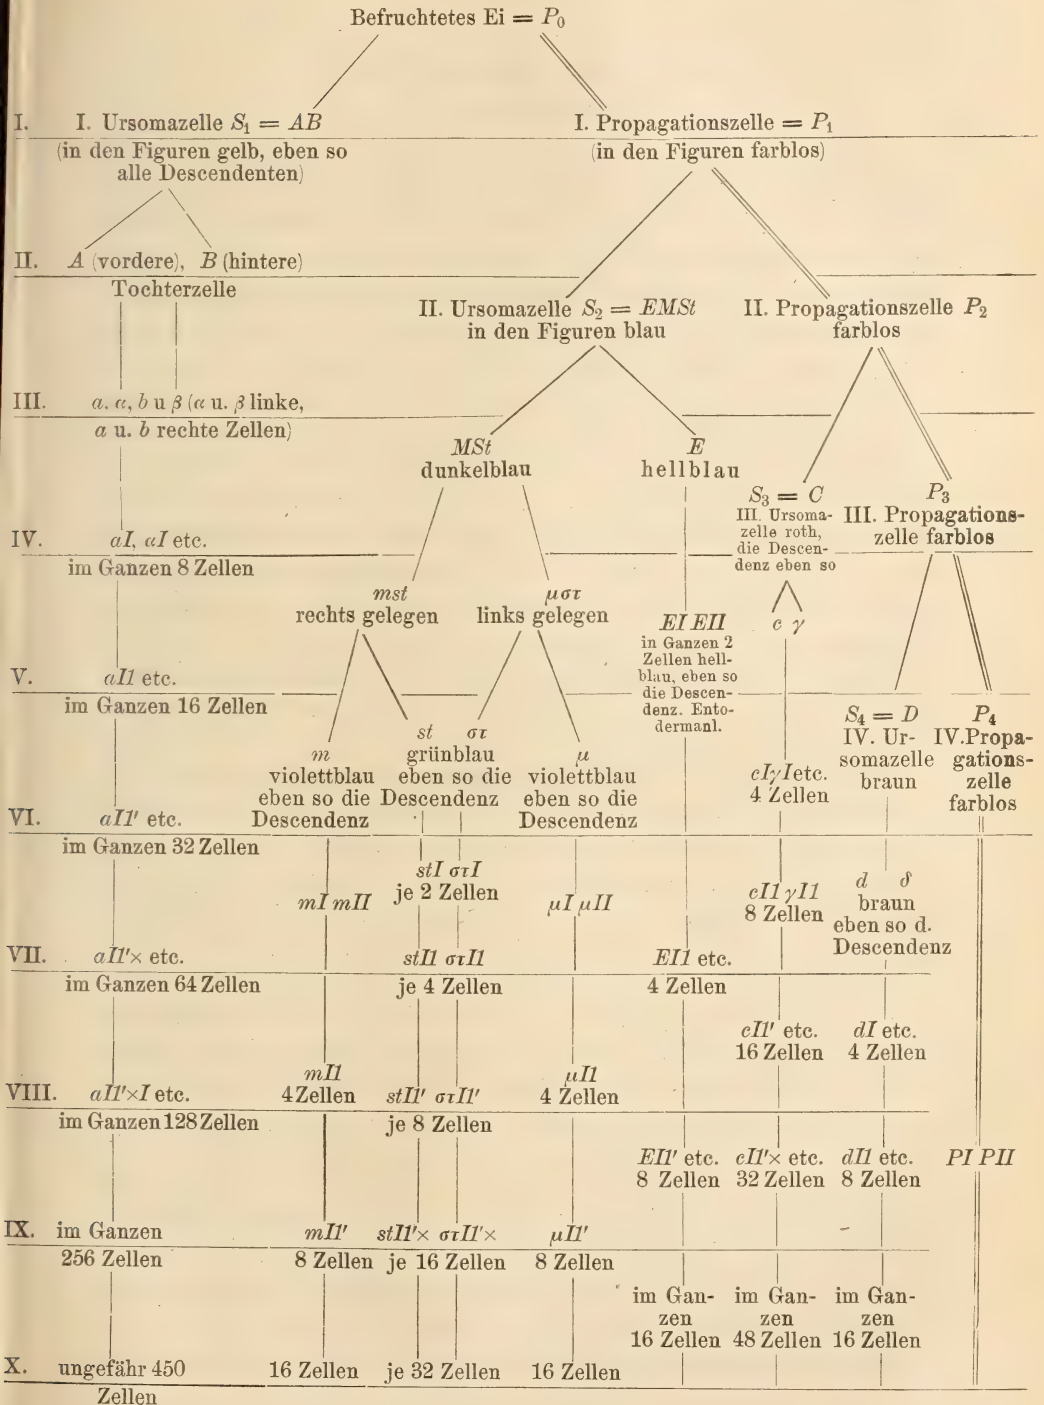 Befruchtetes Ei = P₀
I. I. Ursomazelle S₁ = AB I. Propagationszelle = P₁
(in den Figuren gelb, eben so (in den Figuren farblos)
alle Descendenten)
II. A (vordere), B (hintere)
Tochterzelle
II. Ursomazelle S₂ = EMSt II. Propagationszelle P₂
in den Figuren blau farblos
III. a. α, b u β (α u. β linke,
a u. b rechte Zellen)
MSt E
dunkelblau hellblau
S₃ = C P₃
III. Ursoma- III. Propagations-
zelle roth, zelle farblos
die Descen-
denz eben so
IV. aI, αI etc.
im Ganzen 8 Zellen
mst μστ
rechts gelegen links gelegen
EI EII c γ
in Ganzen 2
Zellen hell-
blau, eben so
die Descen-
denz. Ento-
dermanl.
V. aI1 etc.
im Ganzen 16 Zellen
S₄ = D P₄
IV. Ur- IV.Propa-
somazelle gations-
braun zelle
farblos
st στ
grünblau
eben so die
Descendenz
m μ
violettblau violettblau
eben so die eben so die
Descendenz Descendenz
cIγIetc.
4 Zellen
VI. aI1' etc.
im Ganzen 32 Zellen
stI στI
je 2 Zellen
mI mII μI μII
cI1 γI1
8 Zellen
d δ
braun
eben so d.
Descendenz
VII. aI1'× etc. stI1 στI1 EI1 etc.
im Ganzen 64 Zellen je 4 Zellen 4 Zellen
cI1' etc. dI etc.
16 Zellen 4 Zellen
mI1 μI1
VIII. aI1'×I etc. 4 Zellen stI1' στI1' 4 Zellen
im Ganzen 128 Zellen je 8 Zellen
EI1' etc. cI1'× etc. dI1 etc. PI PII
8 Zellen 32 Zellen 8 Zellen
IX. im Ganzen mI1' stI1'× στI1'× μI1'
256 Zellen 8 Zellen je 16 Zellen 8 Zellen
im Gan- im Gan- im Gan-
zen zen zen
16 Zellen 48 Zellen 16 Zellen
X. ungefähr 450 16 Zellen je 32 Zellen 16 Zellen
Zellen